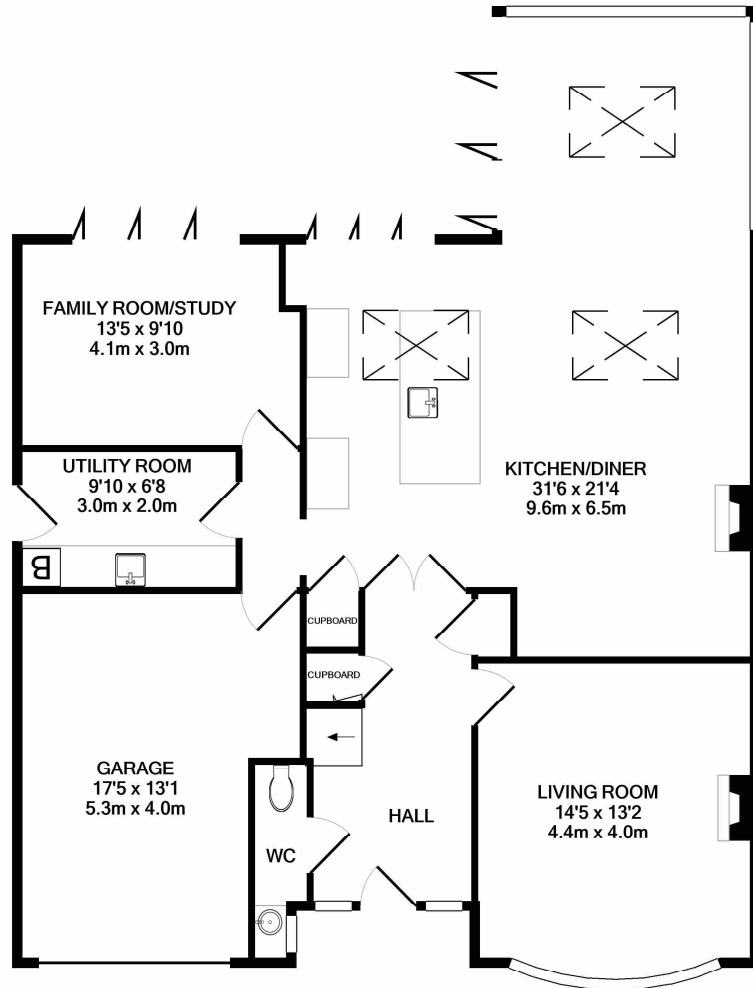 FAMILY ROOM/STUDY
13'5 x 9'10
4.1m x 3.0m
UTILITY ROOM
9'10 x 6'8
3.0m x 2.0m
B
KITCHEN/DINER
31'6 x 21'4
9.6m x 6.5m
CUPBOARD
CUPBOARD
GARAGE
17'5 x 13'1
5.3m x 4.0m
WC
HALL
LIVING ROOM
14'5 x 13'2
4.4m x 4.0m